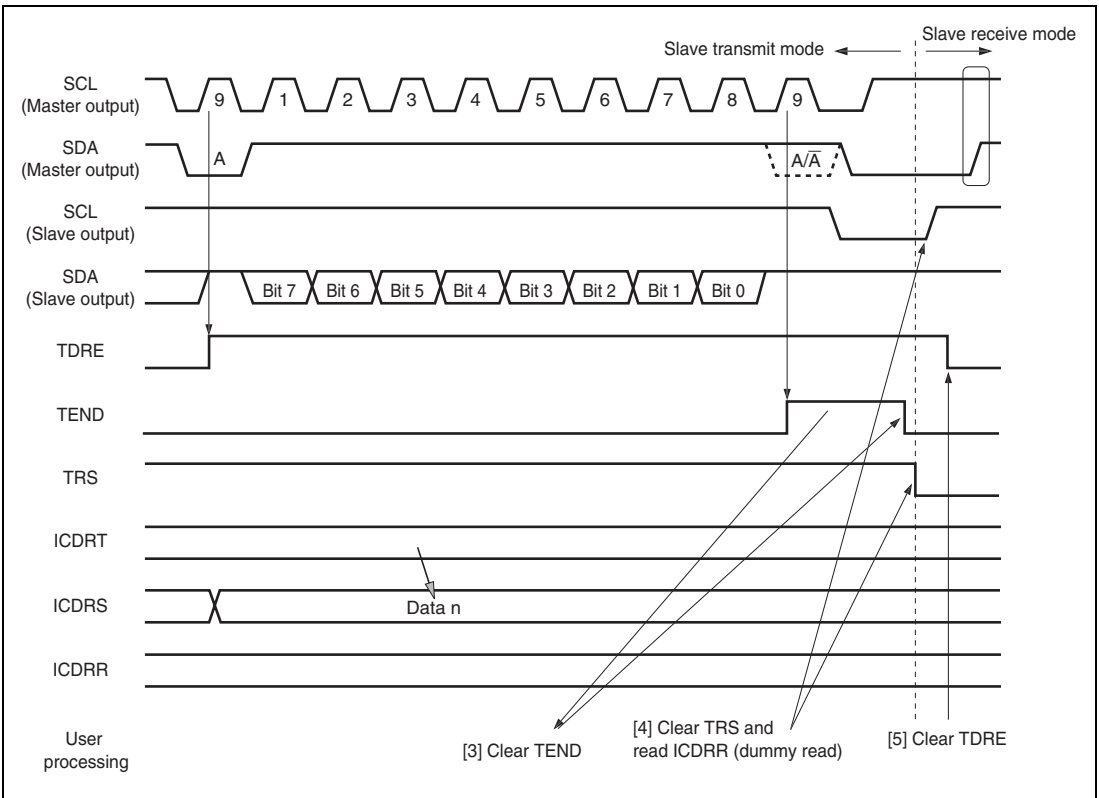 Slave transmit mode
Slave receive mode
SCL
(Master output)
9 1 2 3 4 5 6 7 8 9
SDA
(Master output)
A
A/A̅
SCL
(Slave output)
SDA
(Slave output)
Bit 7 Bit 6 Bit 5 Bit 4 Bit 3 Bit 2 Bit 1 Bit 0
TDRE
TEND
TRS
ICDRT
ICDRS
Data n
ICDRR
User
processing
[3] Clear TEND
[4] Clear TRS and
read ICDRR (dummy read)
[5] Clear TDRE